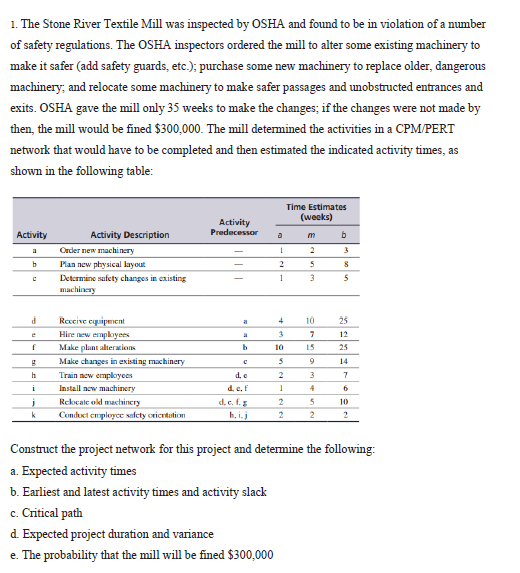 1. The Stone River Textile Mill was inspected by OSHA and found to be in violation of a number
of safety regulations. The OSHA inspectors ordered the mill to alter some existing machinery to
make it safer (add safety guards, etc.); purchase some new machinery to replace older, dangerous
machinery; and relocate some machinery to make safer passages and unobstructed entrances and
exits. OSHA gave the mill only 35 weeks to make the changes; if the changes were not made by
then, the mill would be fined $300,000. The mill determined the activities in a CPM/PERT
network that would have to be completed and then estimated the indicated activity times, as
shown in the following table:
Time Estimates
(weeks)
Activity Activity Description Activity Predecessor a m b
a Order new machinery — 1 2 3
b Plan new physical layout — 2 5 8
c Determine safety changes in existing — 1 3 5
machinery
d Receive equipment a 4 10 25
e Hire new employees a 3 7 12
f Make plant alterations b 10 15 25
g Make changes in existing machinery c 5 9 14
h Train new employees d, e 2 3 7
i Install new machinery d, e, f 1 4 6
j Relocate old machinery d, e, f, g 2 5 10
k Conduct employee safety orientation h, i, j 2 2 2
Construct the project network for this project and determine the following:
a. Expected activity times
b. Earliest and latest activity times and activity slack
c. Critical path
d. Expected project duration and variance
e. The probability that the mill will be fined $300,000